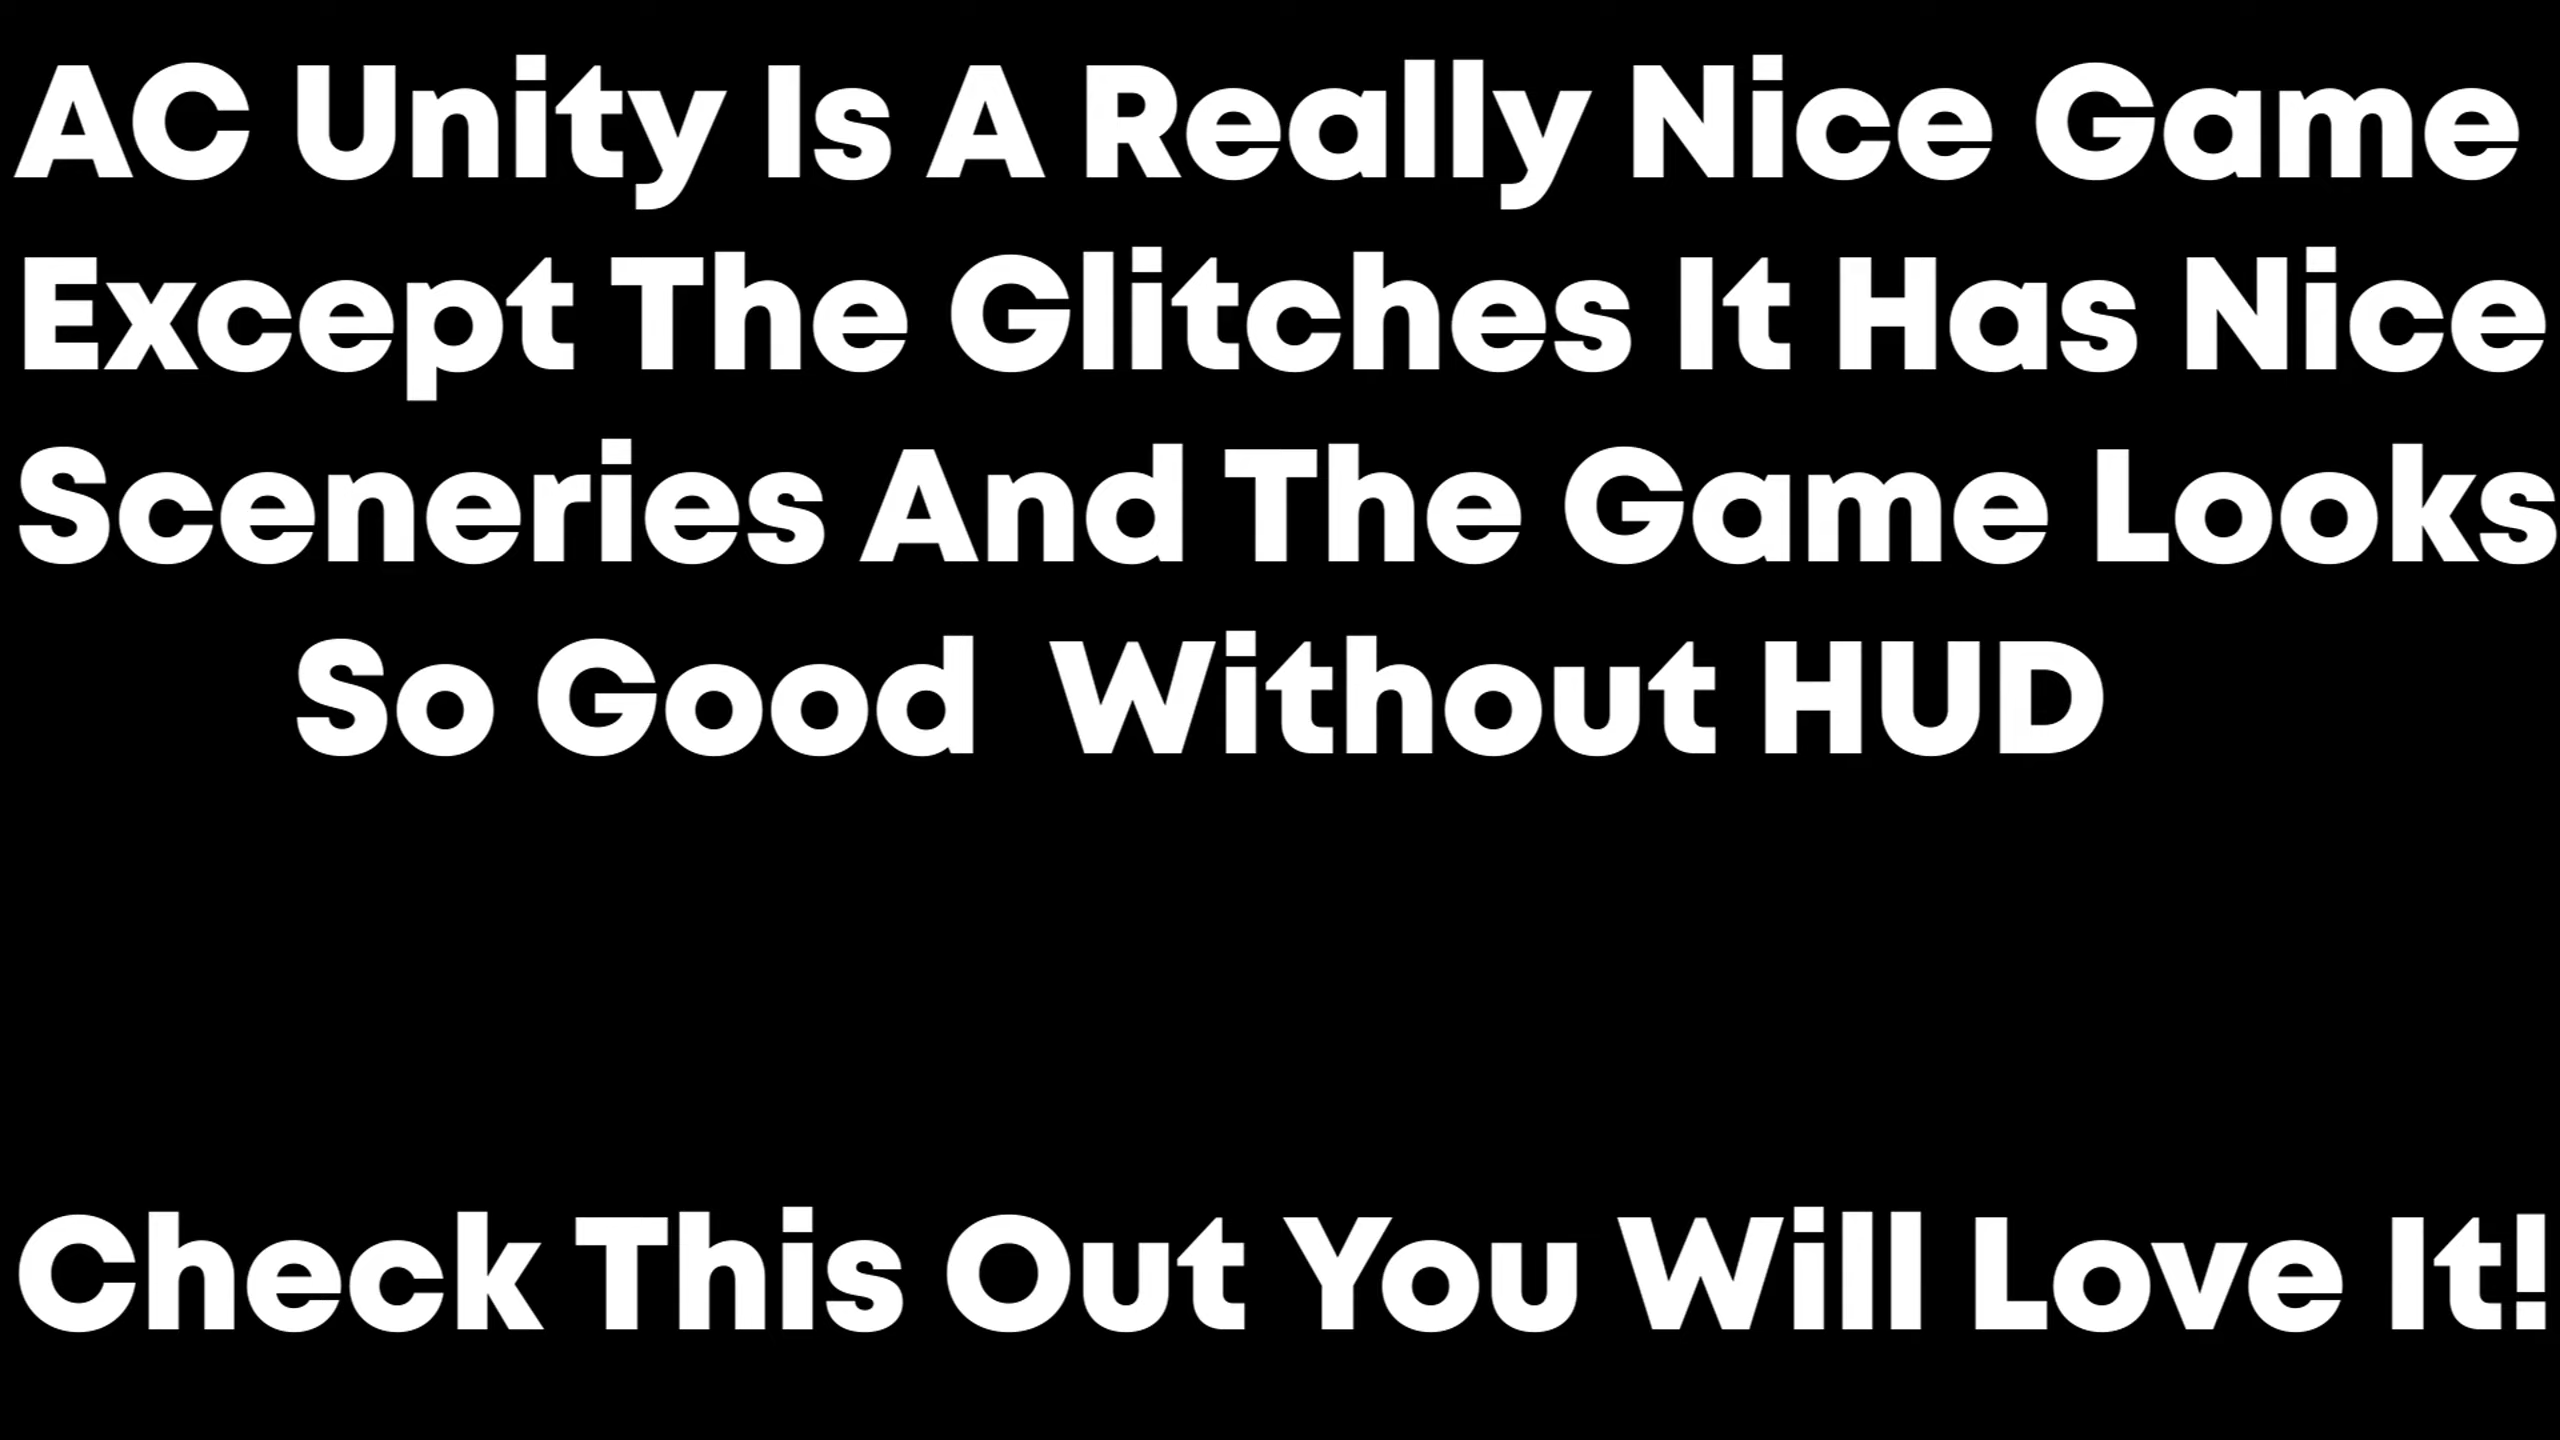 AC Unity Is A Really Nice Game
Except The Glitches It Has Nice
Sceneries And The Game Looks
So Good  Without HUD
Check This Out You Will Love It!